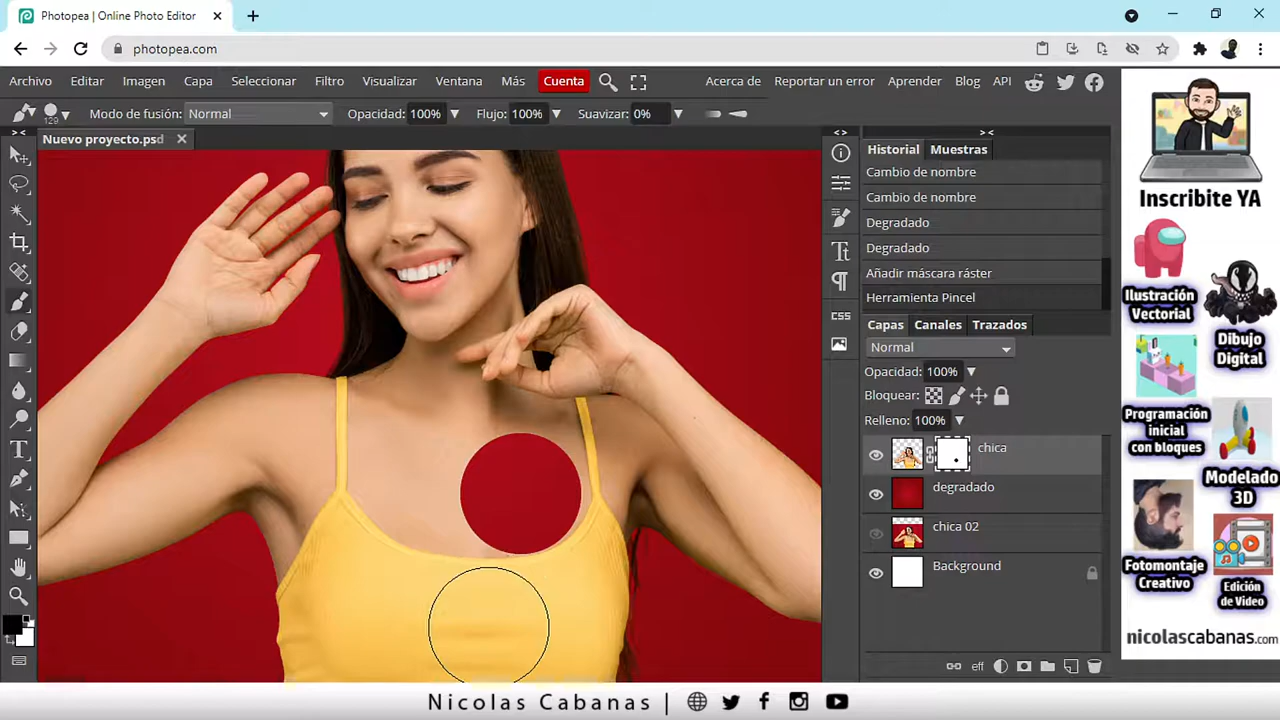 Photopea | Online Photo Editor
photopea.com
Archivo Editar Imagen Capa Seleccionar Filtro Visualizar Ventana Más Cuenta Acerca de Reportar un error Aprender Blog API
128 Modo de fusión: Normal Opacidad: 100% Flujo: 100% Suavizar: 0%
Nuevo proyecto.psd
Historial Muestras
Cambio de nombre
Cambio de nombre
Degradado
Degradado
Añadir máscara ráster
Herramienta Pincel
CSS
Capas Canales Trazados
Normal
Opacidad: 100%
Bloquear:
Relleno: 100%
chica
degradado
chica 02
Background
eff
Inscribite YA
Ilustración
Vectorial
Dibujo
Digital
Programación
inicial
con bloques
Modelado
3D
Fotomontaje
Creativo
Edición
de Video
nicolascabanas.com
Nicolas Cabanas |